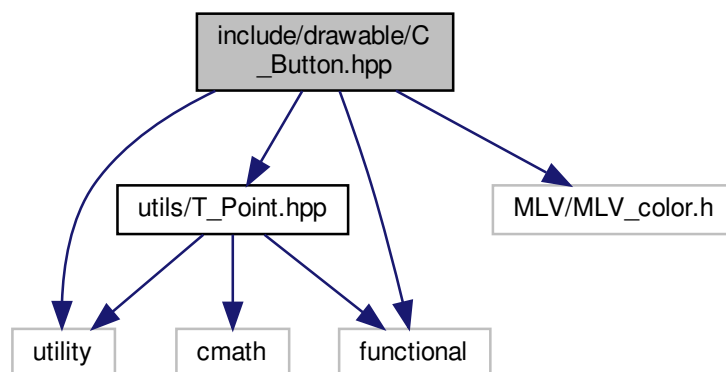 include/drawable/C
_Button.hpp
utils/T_Point.hpp
MLV/MLV_color.h
utility
cmath
functional